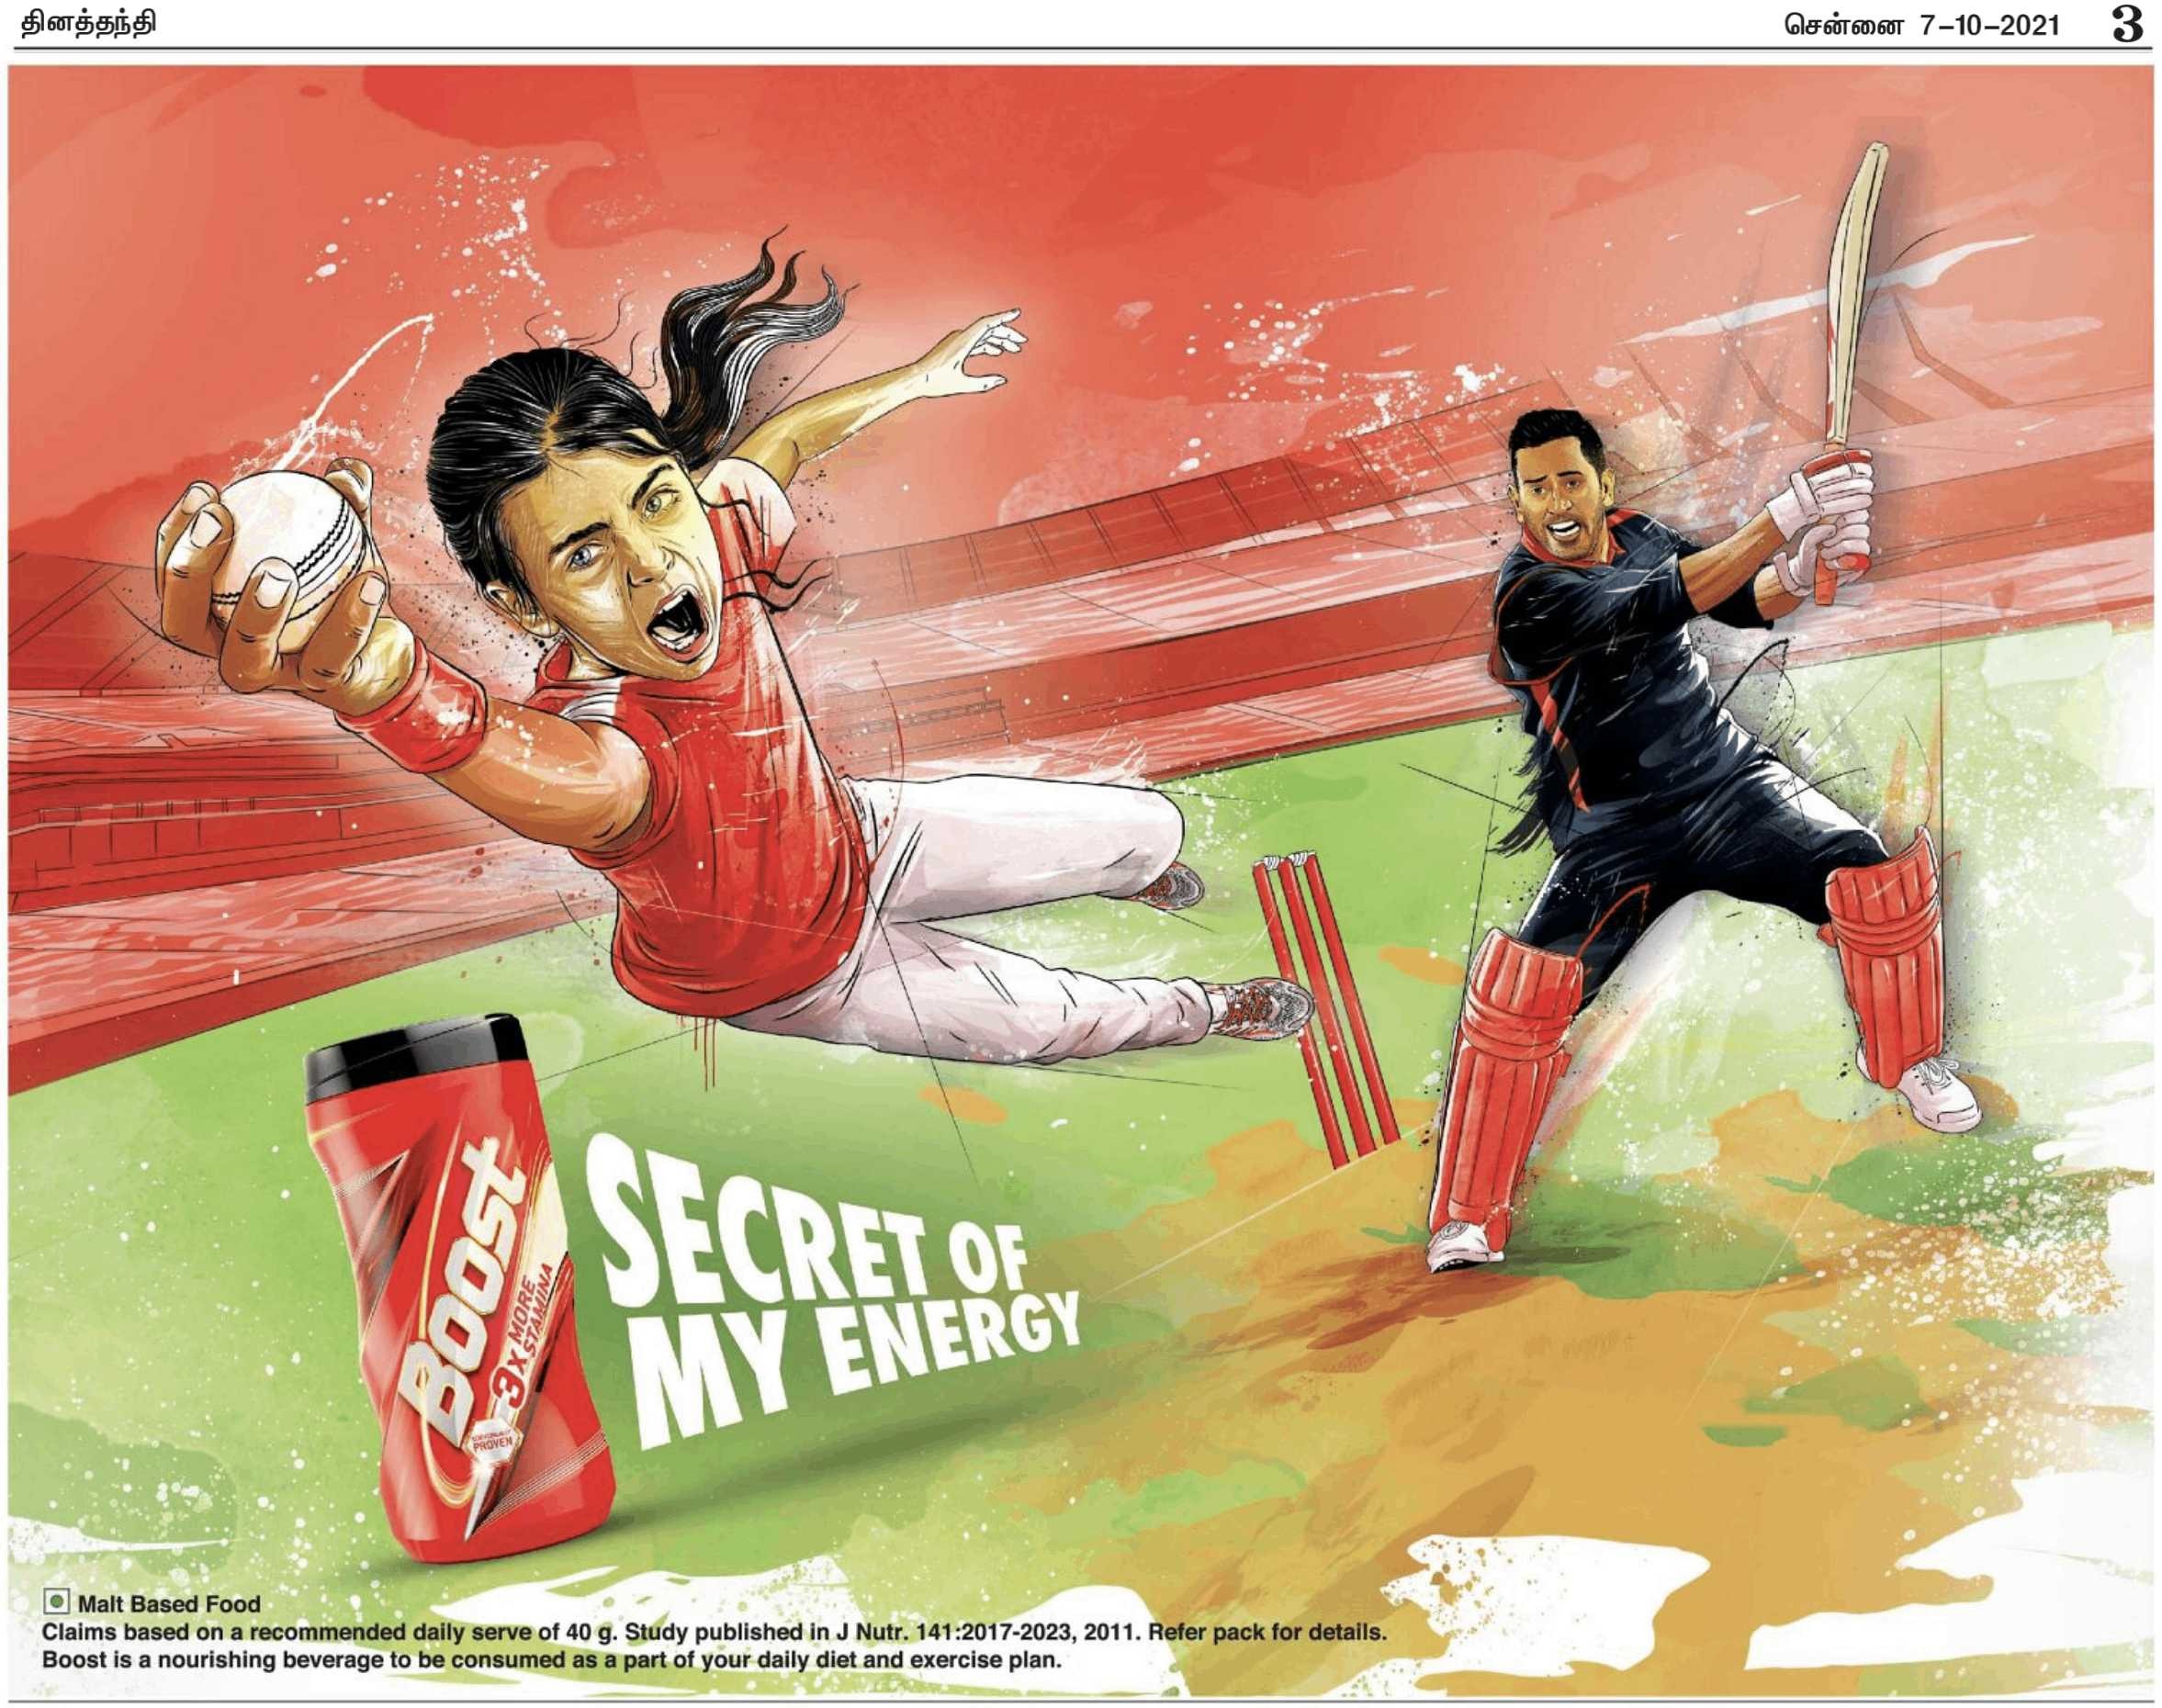 தினத்தந்தி
சென்னை 7-10-2021 3
BOOST
3X MORE
STAMINA
SCIENTIFICALLY
PROVEN
SECRET OF
MY ENERGY
Malt Based Food
Claims based on a recommended daily serve of 40 g. Study published in J Nutr. 141:2017-2023, 2011. Refer pack for details.
Boost is a nourishing beverage to be consumed as a part of your daily diet and exercise plan.